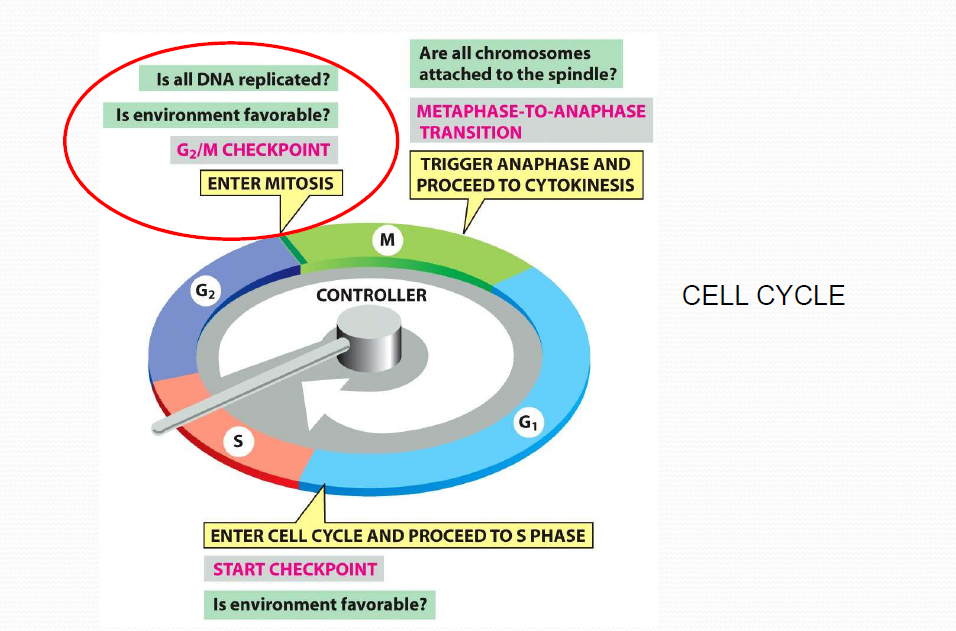 Is all DNA replicated?
Is environment favorable?
G₂/M CHECKPOINT
ENTER MITOSIS
Are all chromosomes
attached to the spindle?
METAPHASE-TO-ANAPHASE
TRANSITION
TRIGGER ANAPHASE AND
PROCEED TO CYTOKINESIS
M
G₂
CONTROLLER
CELL CYCLE
G₁
S
ENTER CELL CYCLE AND PROCEED TO S PHASE
START CHECKPOINT
Is environment favorable?